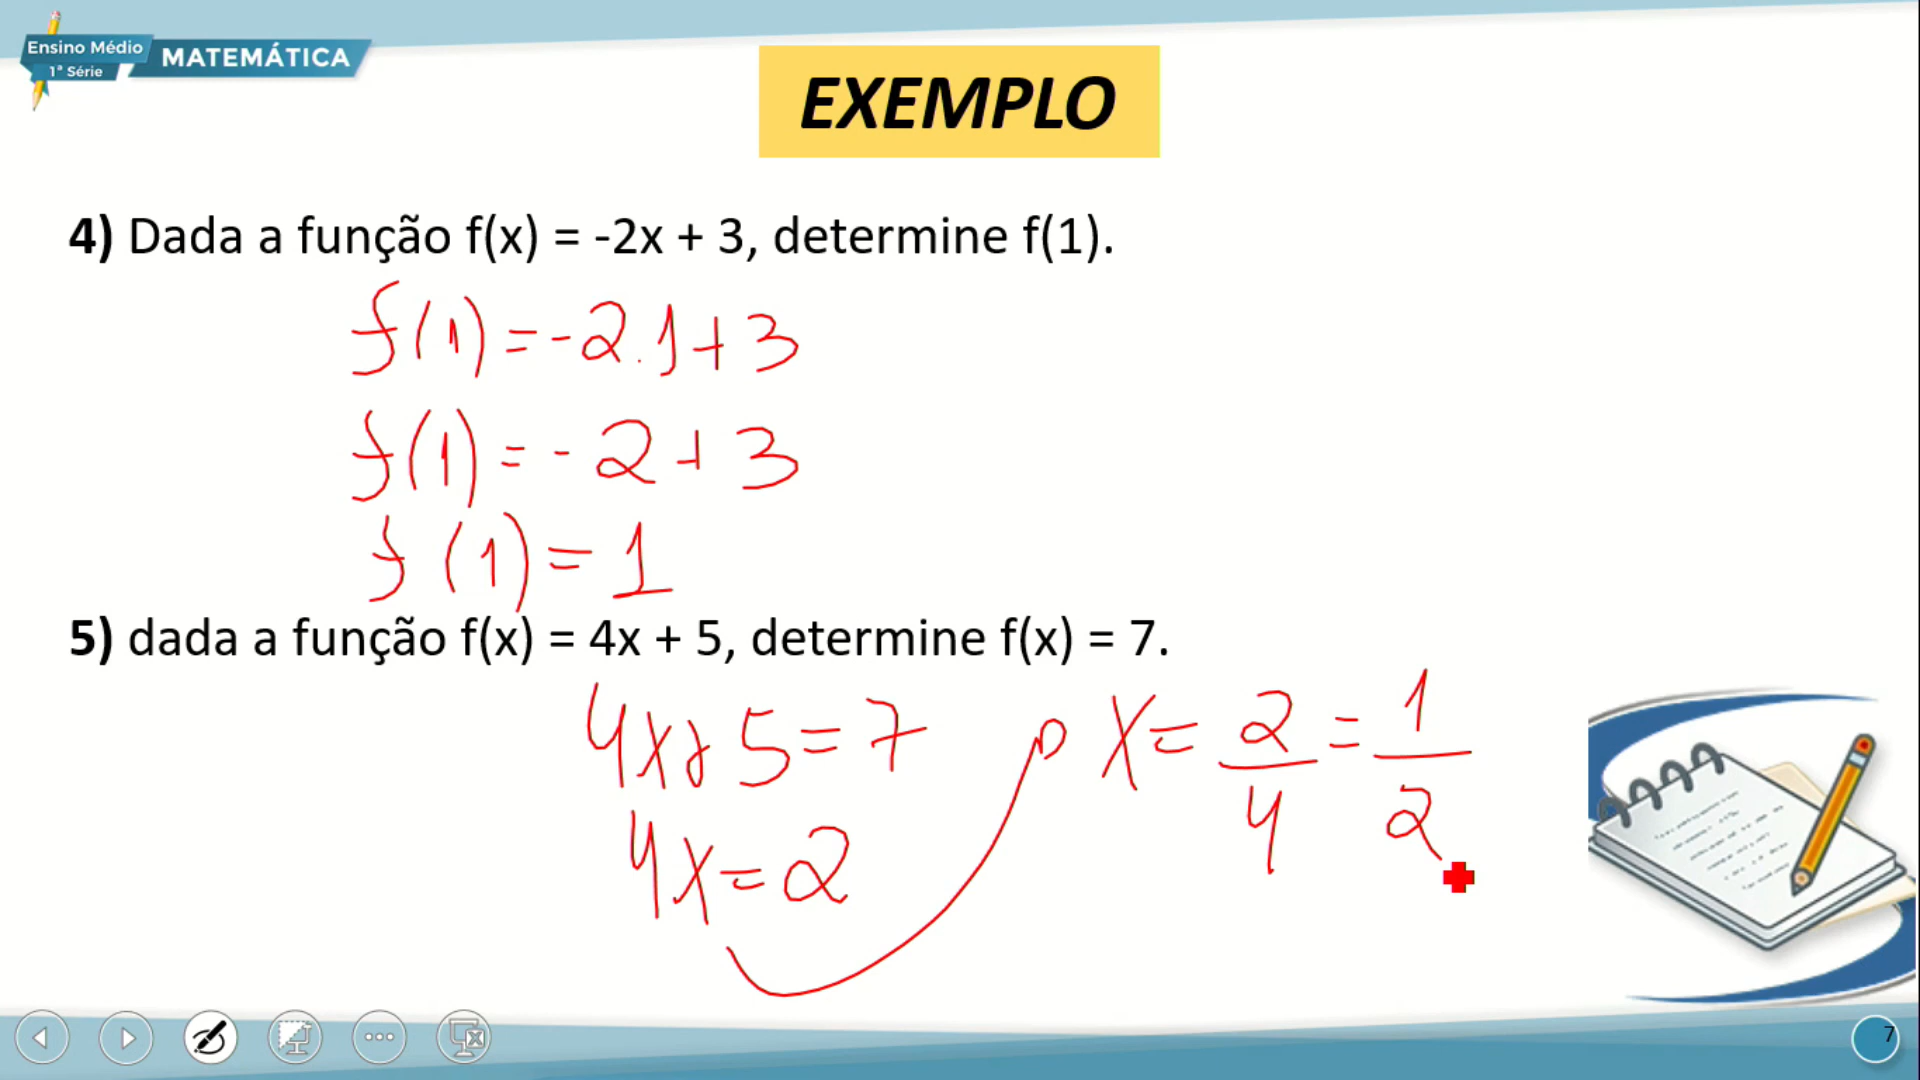 Ensino Médio
1ª Série
MATEMÁTICA
EXEMPLO
4) Dada a função f(x) = -2x + 3, determine f(1).
f(1) = -2.1+3
f(1) = -2+3
f(1) = 1
5) dada a função f(x) = 4x + 5, determine f(x) = 7.
4x+5=7
4x=2
x= 2/4 = 1/2
7